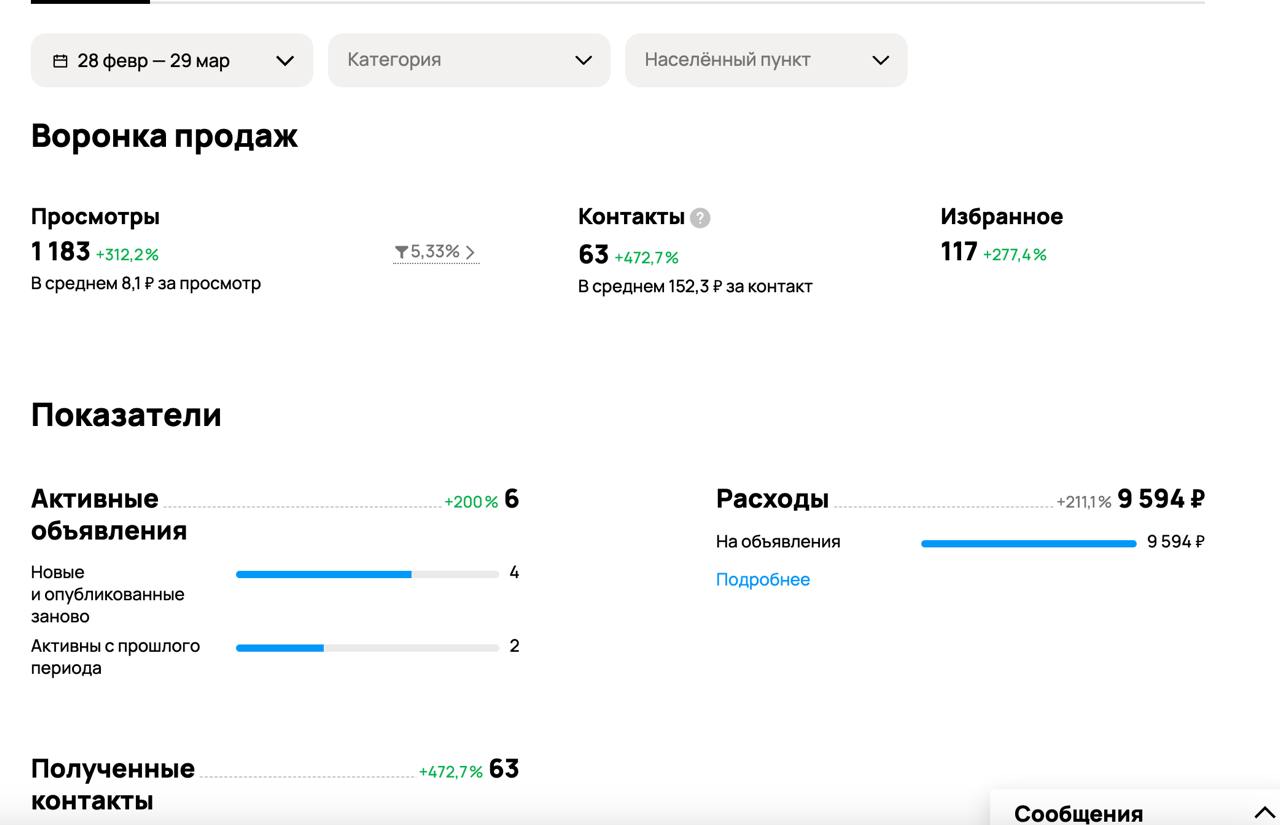 28 февр — 29 мар
Категория
Населённый пункт
Воронка продаж
Просмотры
1 183 +312,2 %
В среднем 8,1 ₽ за просмотр
5,33%
Контакты ?
63 +472,7 %
В среднем 152,3 ₽ за контакт
Избранное
117 +277,4 %
Показатели
Активные объявления
+200 % 6
Новые
и опубликованные
заново
4
Активны с прошлого
периода
2
Расходы +211,1 % 9 594 ₽
На объявления 9 594 ₽
Подробнее
Полученные
контакты
+472,7 % 63
Сообщения